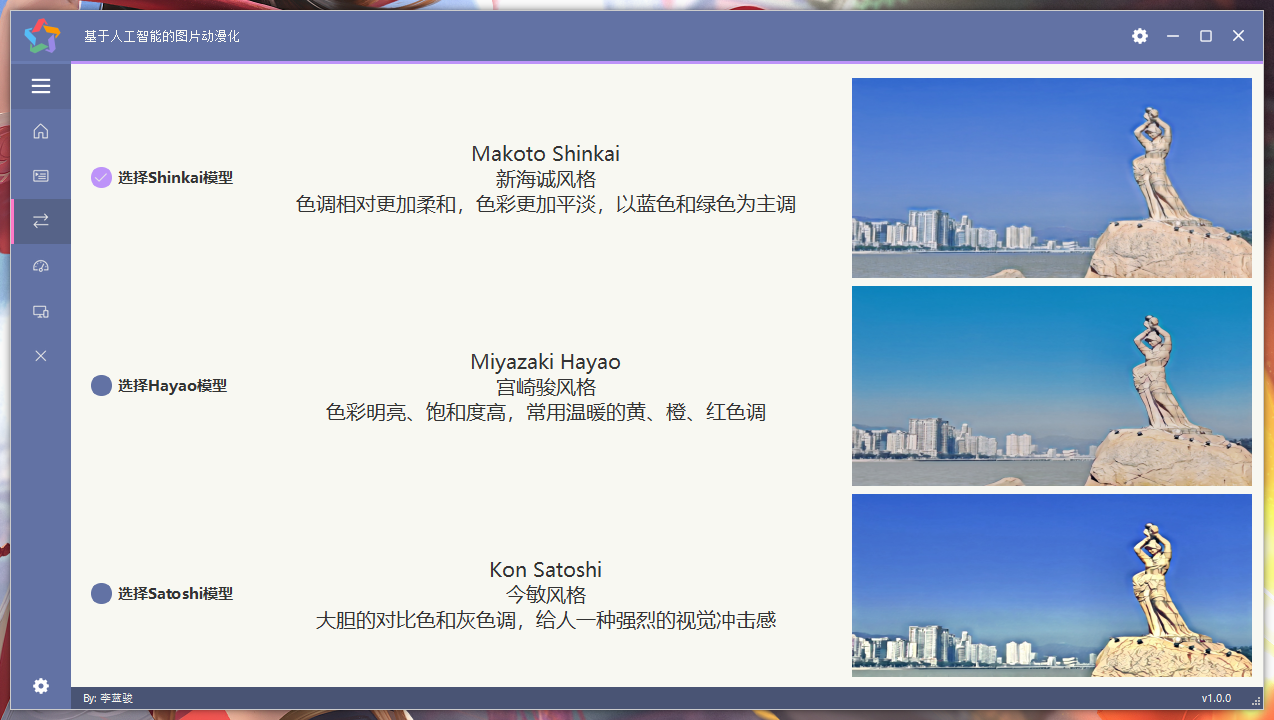 基于人工智能的图片动漫化
选择Shinkai模型
Makoto Shinkai
新海诚风格
色调相对更加柔和，色彩更加平淡，以蓝色和绿色为主调
选择Hayao模型
Miyazaki Hayao
宫崎骏风格
色彩明亮、饱和度高，常用温暖的黄、橙、红色调
选择Satoshi模型
Kon Satoshi
今敏风格
大胆的对比色和灰色调，给人一种强烈的视觉冲击感
By: 李蓝骏
v1.0.0